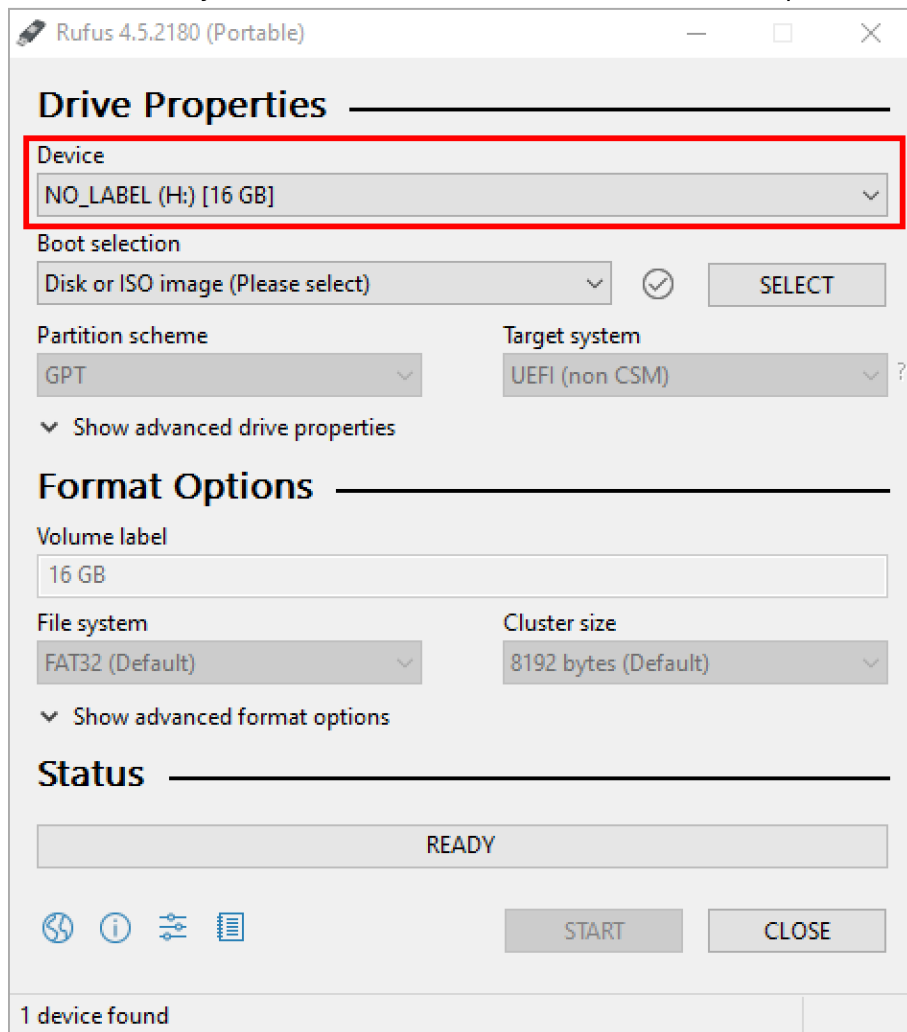 Rufus 4.5.2180 (Portable)
Drive Properties
Device
NO_LABEL (H:) [16 GB]
Boot selection
Disk or ISO image (Please select)
SELECT
Partition scheme
Target system
GPT
UEFI (non CSM)
?
Show advanced drive properties
Format Options
Volume label
16 GB
File system
Cluster size
FAT32 (Default)
8192 bytes (Default)
Show advanced format options
Status
READY
START
CLOSE
1 device found